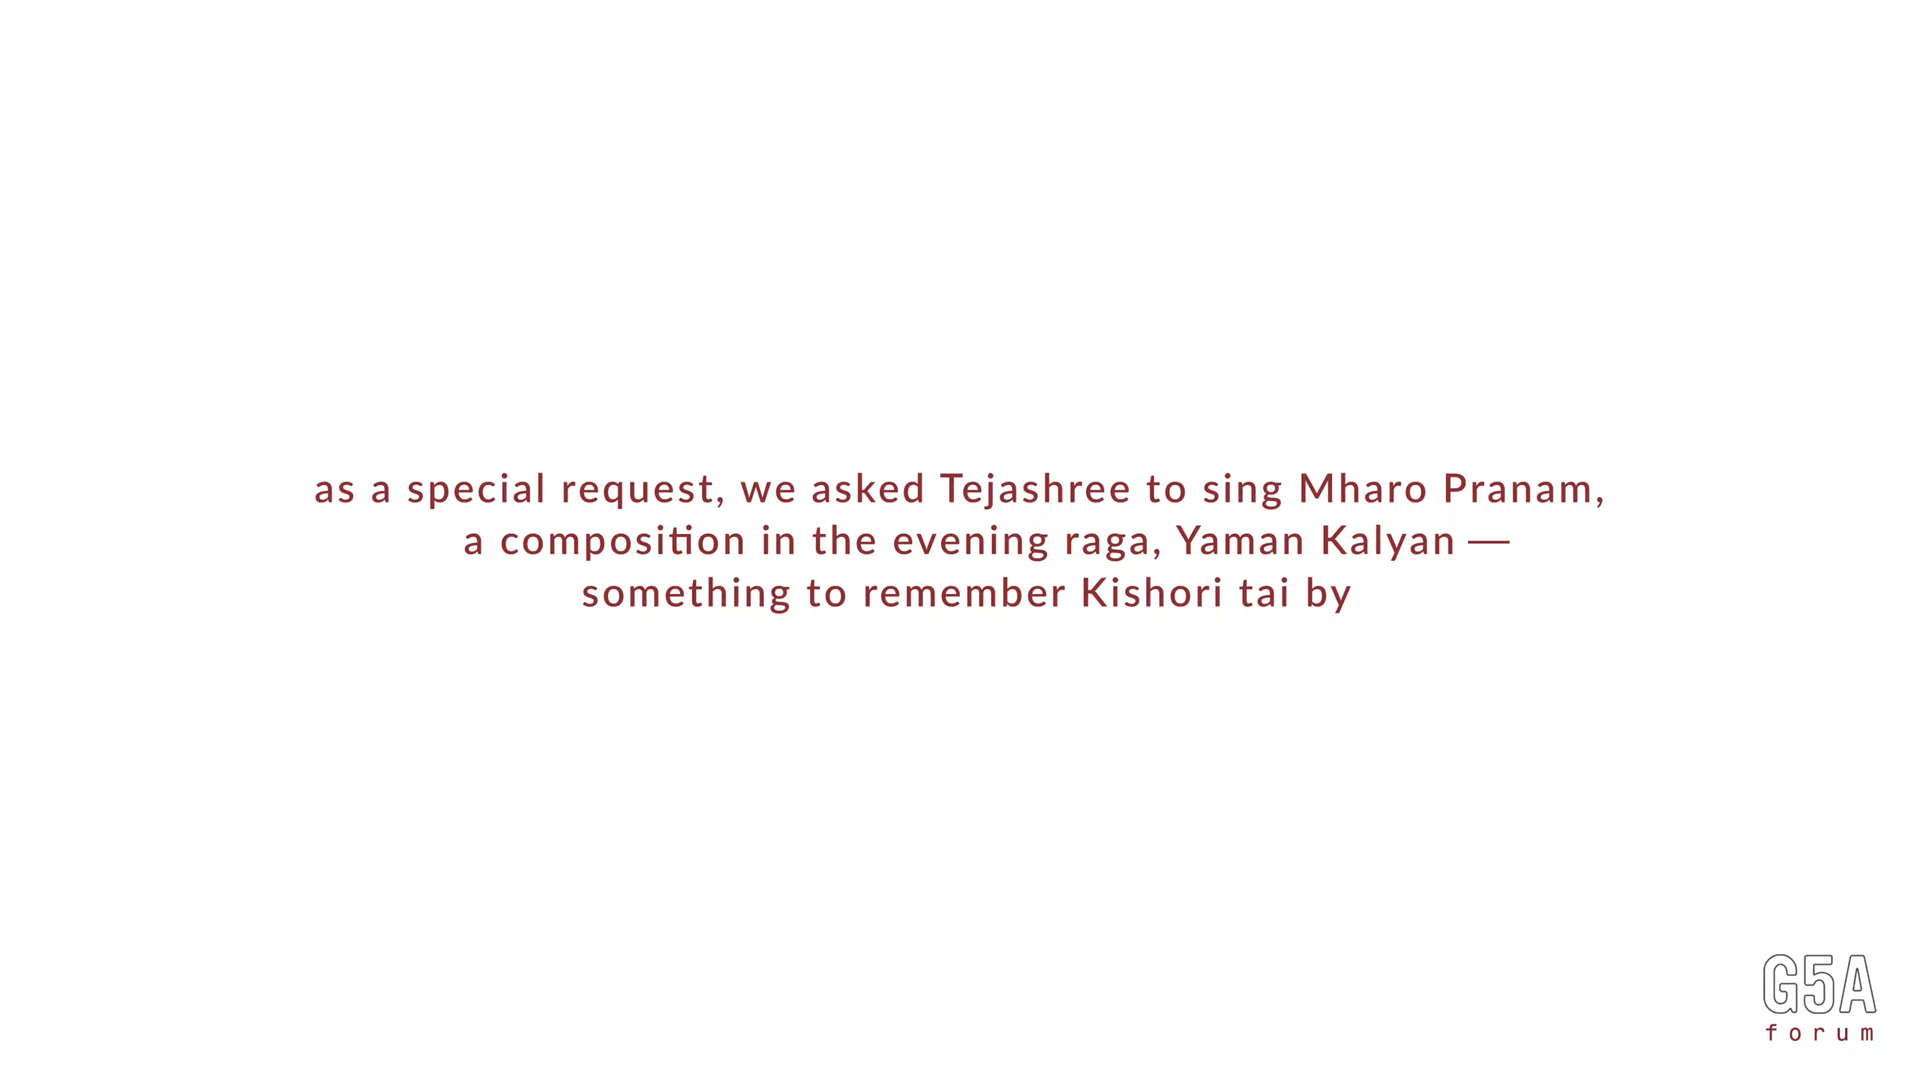 as a special request, we asked Tejashree to sing Mharo Pranam,
a composition in the evening raga, Yaman Kalyan —
something to remember Kishori tai by
G5A
forum